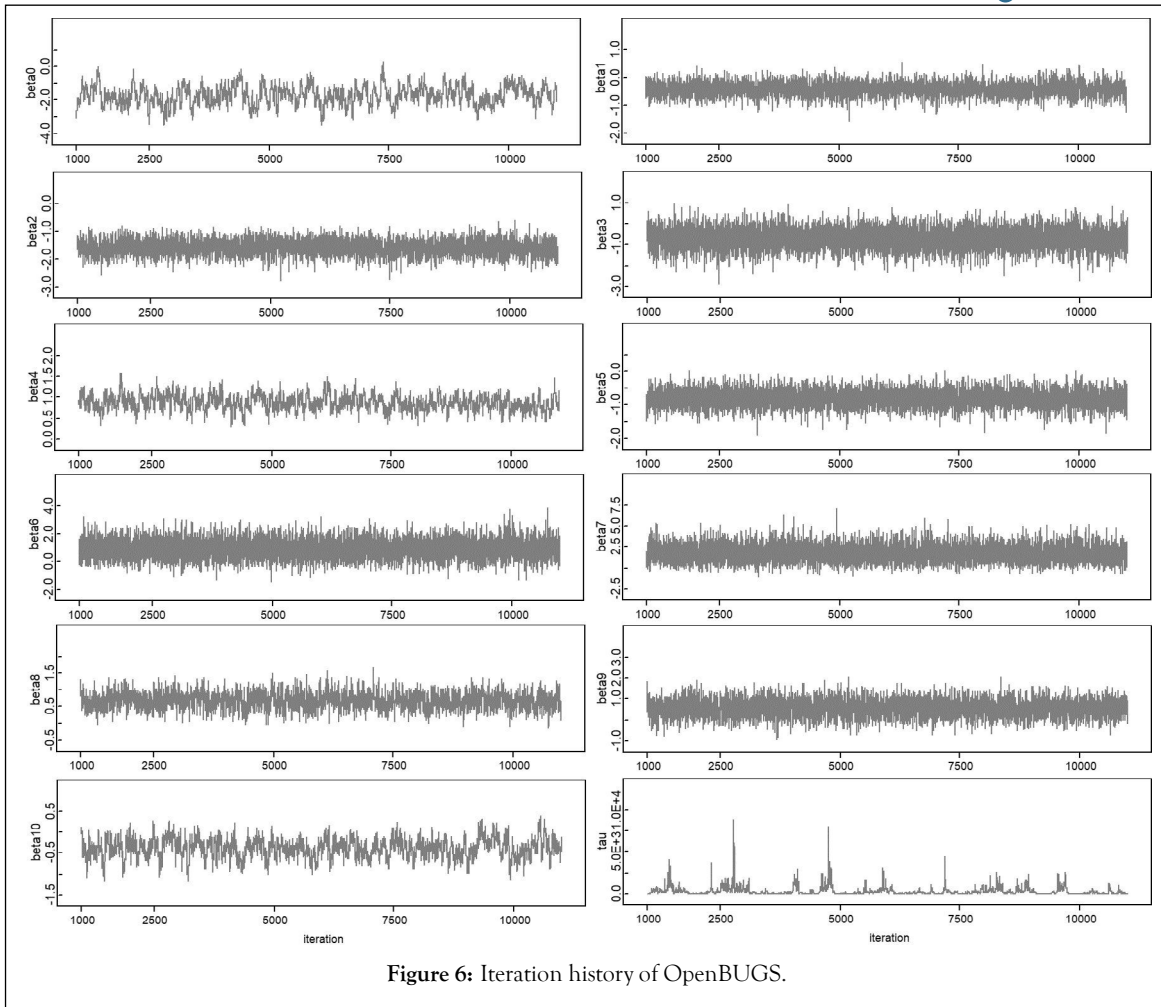 beta0
-4.0 -2.0 0.0
1000 2500 5000 7500 10000
beta1
-2.0 -1.0 0.0 1.0
1000 2500 5000 7500 10000
beta2
-3.0 -2.0 -1.0 0.0
1000 2500 5000 7500 10000
beta3
-3.0 -1.0 1.0
1000 2500 5000 7500 10000
beta4
0.0 0.5 1.0 1.5 2.0
1000 2500 5000 7500 10000
beta5
-2.0 -1.0 0.0
1000 2500 5000 7500 10000
beta6
-2.0 0.0 2.0 4.0
1000 2500 5000 7500 10000
beta7
-2.5 2.5 5.0 7.5
1000 2500 5000 7500 10000
beta8
-0.5 0.5 1.5
1000 2500 5000 7500 10000
beta9
-1.0 1.0 2.0 3.0
1000 2500 5000 7500 10000
beta10
-1.5 -0.5 0.5
1000 2500 5000 7500 10000
iteration
tau
0.0 5.0E+31.0E+4
1000 2500 5000 7500 10000
iteration
Figure 6: Iteration history of OpenBUGS.